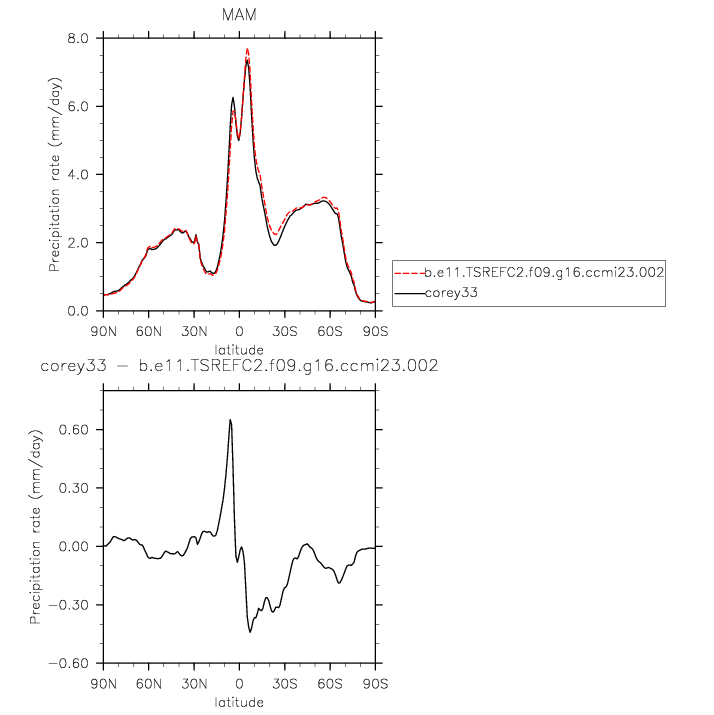 MAM
8.0
6.0
4.0
2.0
0.0
Precipitation rate (mm/day)
90N 60N 30N 0 30S 60S 90S
latitude
b.e11.TSREFC2.f09.g16.ccmi23.002
corey33
corey33 − b.e11.TSREFC2.f09.g16.ccmi23.002
0.60
0.30
0.00
−0.30
−0.60
Precipitation rate (mm/day)
90N 60N 30N 0 30S 60S 90S
latitude